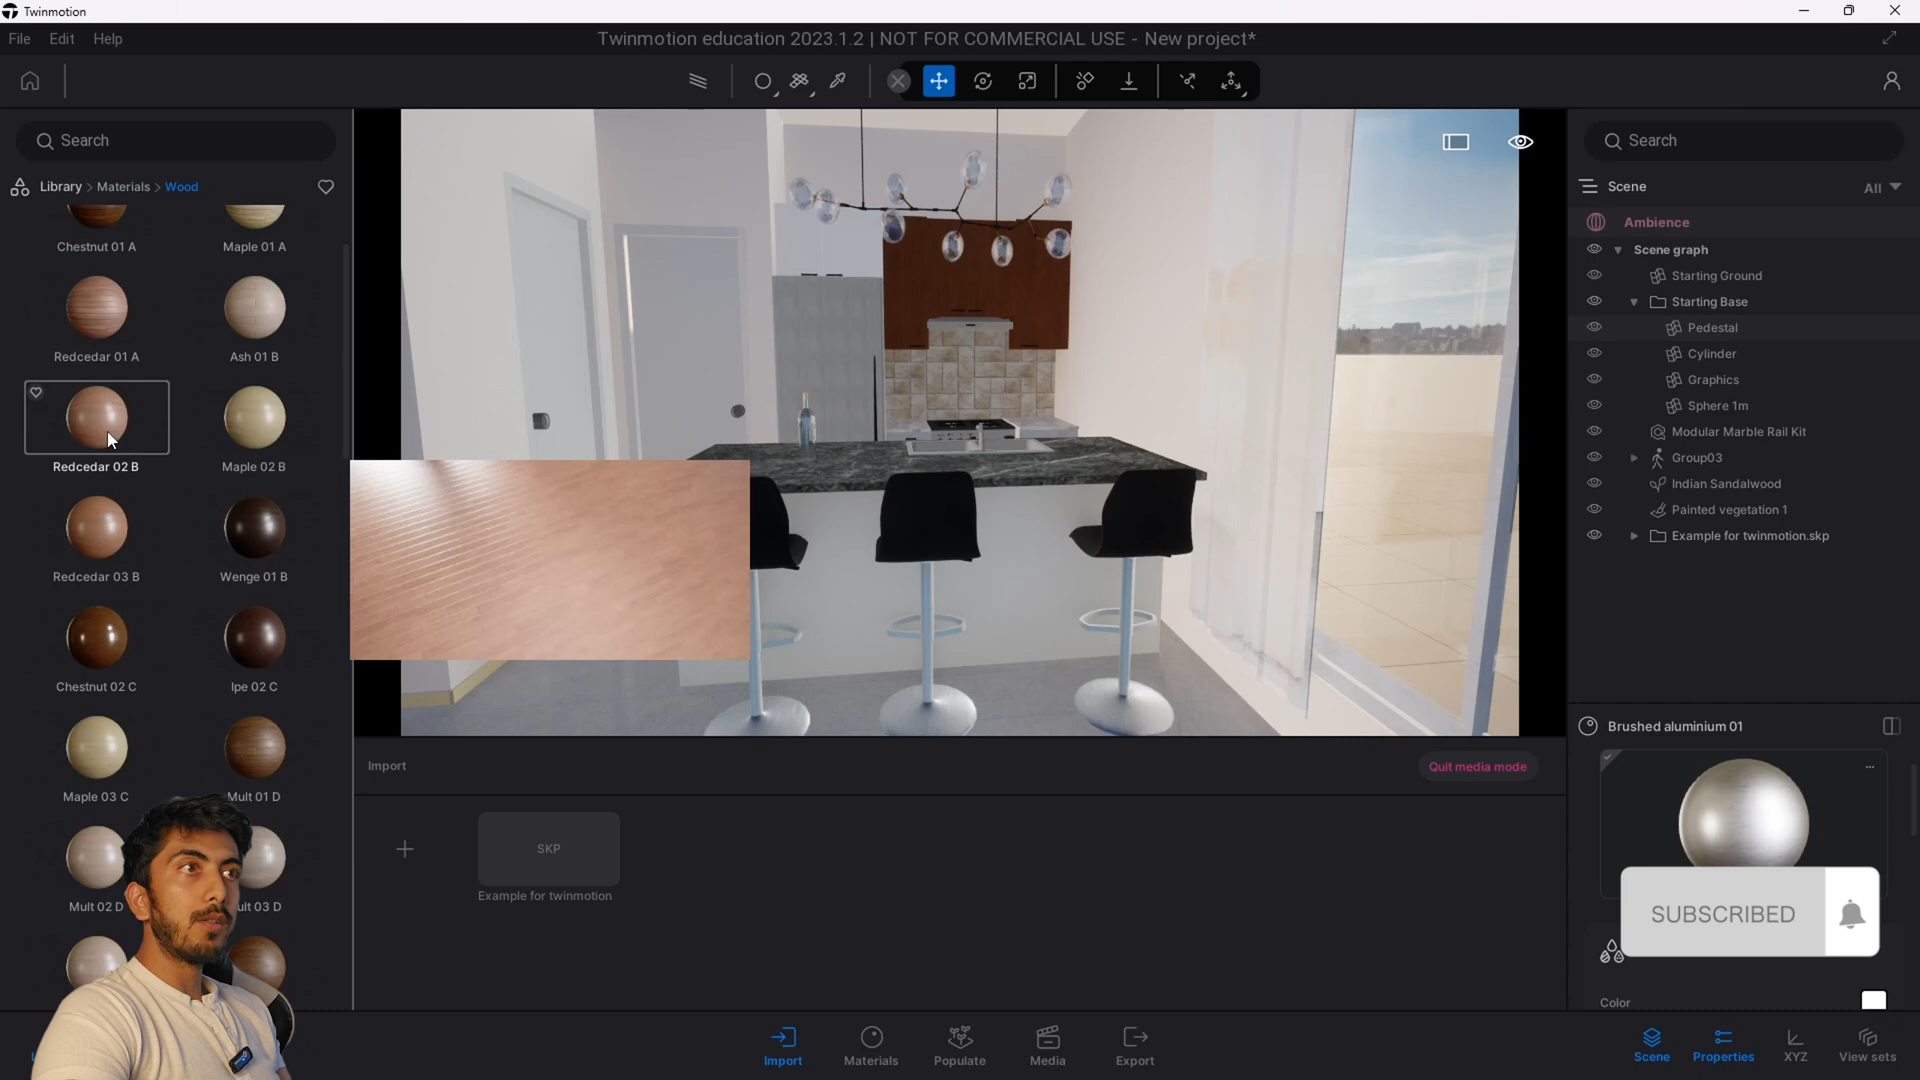 Twinmotion
File Edit Help
Twinmotion education 2023.1.2 | NOT FOR COMMERCIAL USE - New project*
Search
Library > Materials > Wood
Chestnut 01 A
Maple 01 A
Redcedar 01 A
Ash 01 B
Redcedar 02 B
Maple 02 B
Redcedar 03 B
Wenge 01 B
Chestnut 02 C
Ipe 02 C
Maple 03 C
Mult 01 D
Mult 02 D
ult 03 D
Import
Quit media mode
SKP
Example for twinmotion
Search
Scene
All
Ambience
Scene graph
Starting Ground
Starting Base
Pedestal
Cylinder
Graphics
Sphere 1m
Modular Marble Rail Kit
Group03
Indian Sandalwood
Painted vegetation 1
Example for twinmotion.skp
Brushed aluminium 01
SUBSCRIBED
Color
Import
Materials
Populate
Media
Export
Scene
Properties
XYZ
View sets